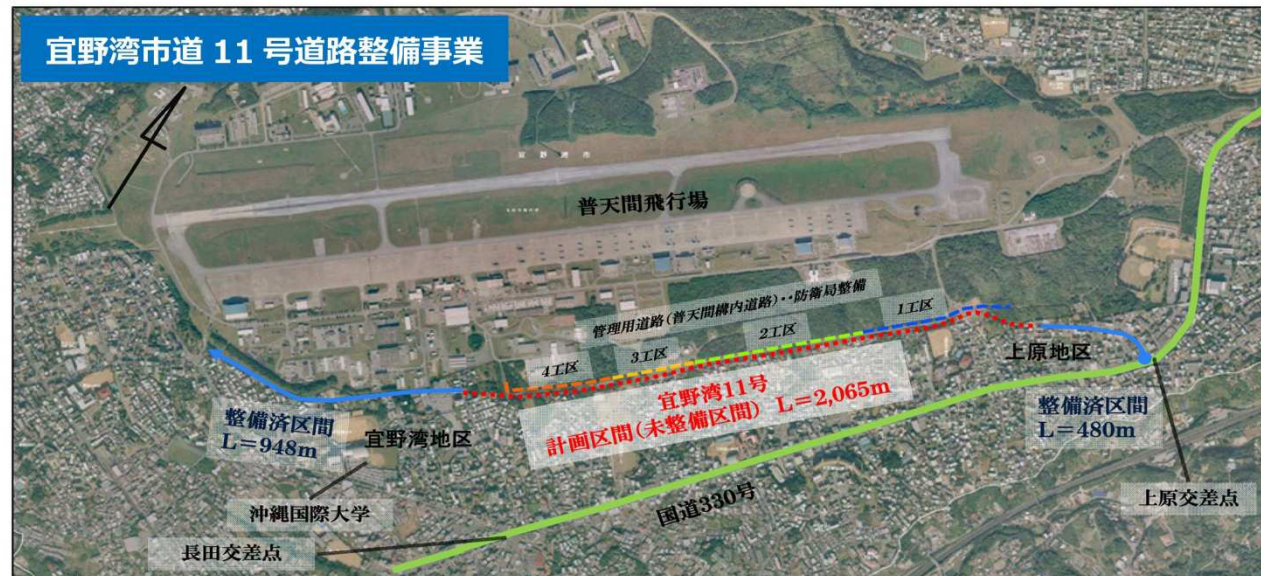 宜野湾市道 11 号道路整備事業
宜野湾市
普天間飛行場
管理用道路(普天間構内道路)・・防衛局整備
4工区
3工区
2工区
1工区
上原地区
宜野湾11号
計画区間(未整備区間) L=2,065m
整備済区間
L=948m
宜野湾地区
整備済区間
L=480m
沖縄国際大学
長田交差点
国道330号
上原交差点